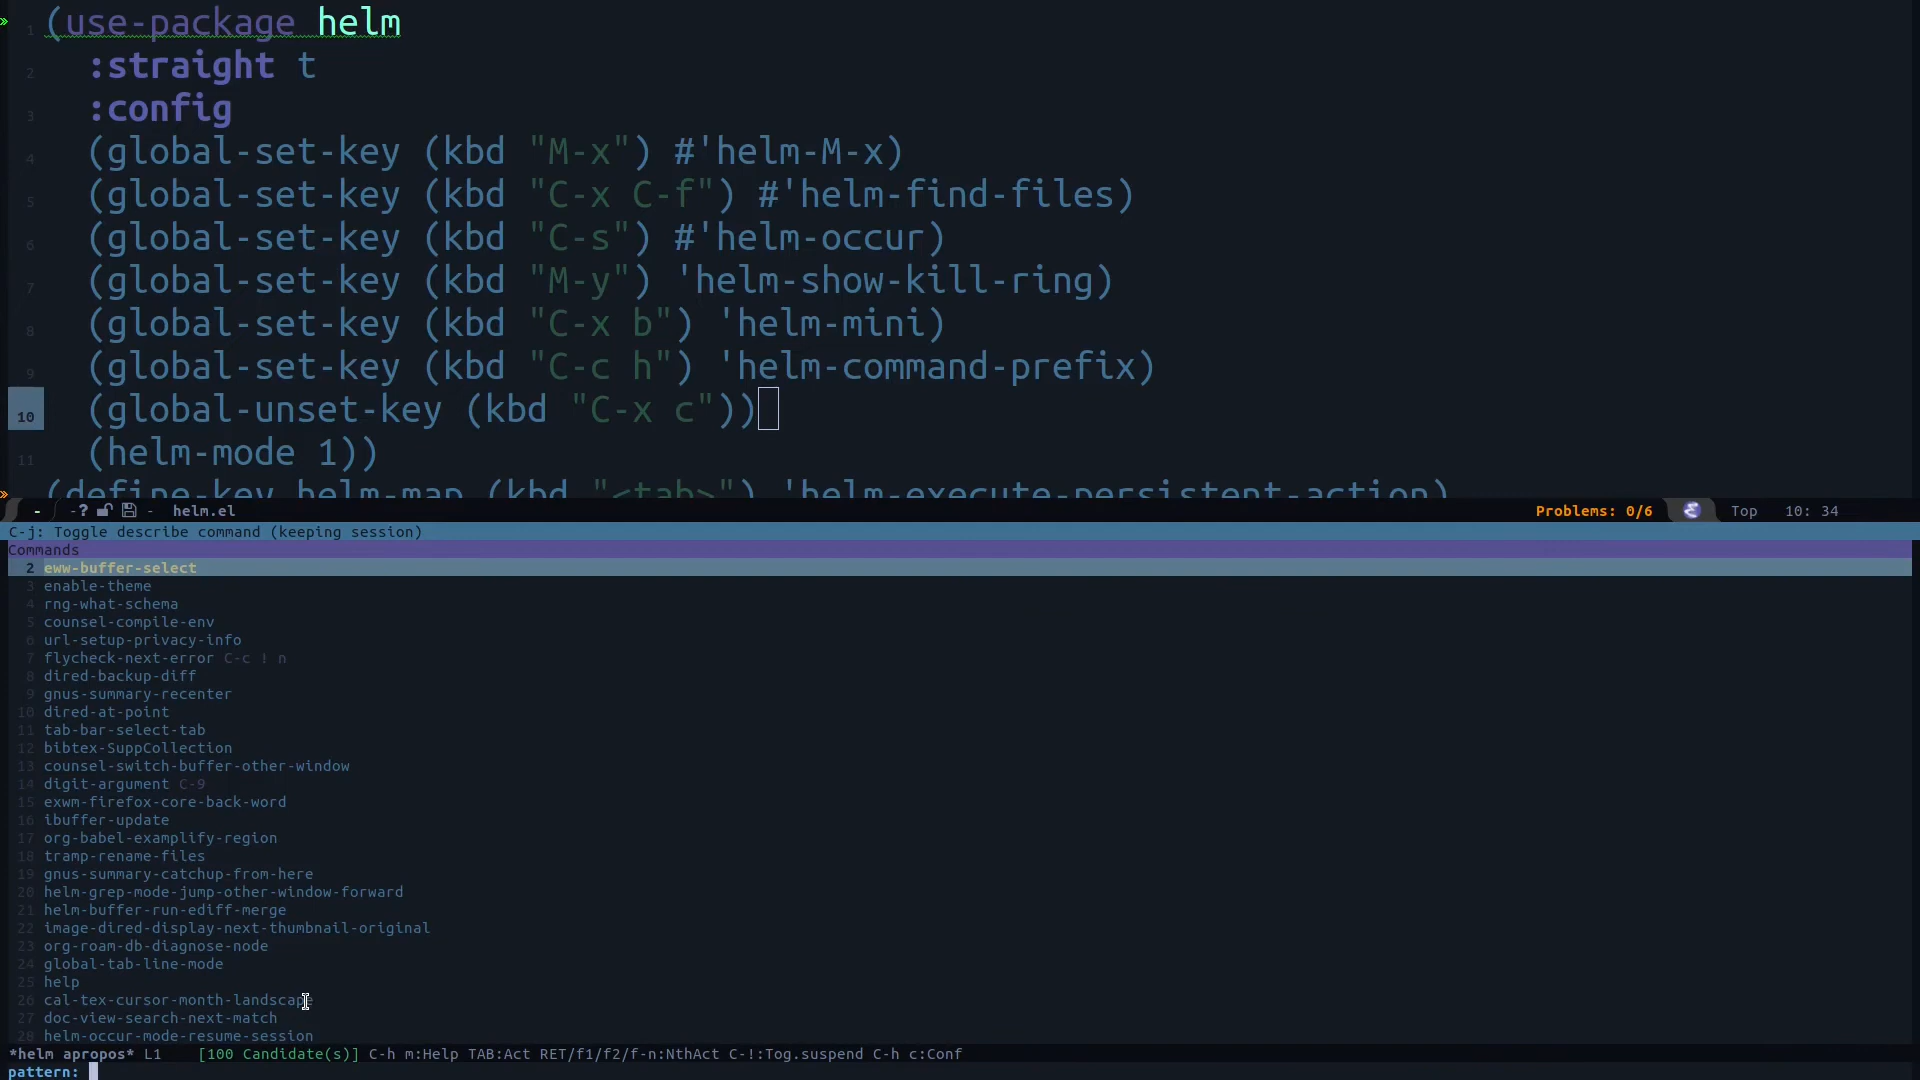 1 (use-package helm
2 :straight t
3 :config
4 (global-set-key (kbd "M-x") #'helm-M-x)
5 (global-set-key (kbd "C-x C-f") #'helm-find-files)
6 (global-set-key (kbd "C-s") #'helm-occur)
7 (global-set-key (kbd "M-y") 'helm-show-kill-ring)
8 (global-set-key (kbd "C-x b") 'helm-mini)
9 (global-set-key (kbd "C-c h") 'helm-command-prefix)
10 (global-unset-key (kbd "C-x c"))
11 (helm-mode 1))
(define-key helm-map (kbd "<tab>") 'helm-execute-persistent-action)
- -? - helm.el Problems: 0/6 Top 10: 34
C-j: Toggle describe command (keeping session)
Commands
2 eww-buffer-select
3 enable-theme
4 rng-what-schema
5 counsel-compile-env
6 url-setup-privacy-info
7 flycheck-next-error C-c ! n
8 dired-backup-diff
9 gnus-summary-recenter
10 dired-at-point
11 tab-bar-select-tab
12 bibtex-SuppCollection
13 counsel-switch-buffer-other-window
14 digit-argument C-9
15 exwm-firefox-core-back-word
16 ibuffer-update
17 org-babel-examplify-region
18 tramp-rename-files
19 gnus-summary-catchup-from-here
20 helm-grep-mode-jump-other-window-forward
21 helm-buffer-run-ediff-merge
22 image-dired-display-next-thumbnail-original
23 org-roam-db-diagnose-node
24 global-tab-line-mode
25 help
26 cal-tex-cursor-month-landscape
27 doc-view-search-next-match
28 helm-occur-mode-resume-session
*helm apropos* L1 [100 Candidate(s)] C-h m:Help TAB:Act RET/f1/f2/f-n:NthAct C-!:Tog.suspend C-h c:Conf
pattern: